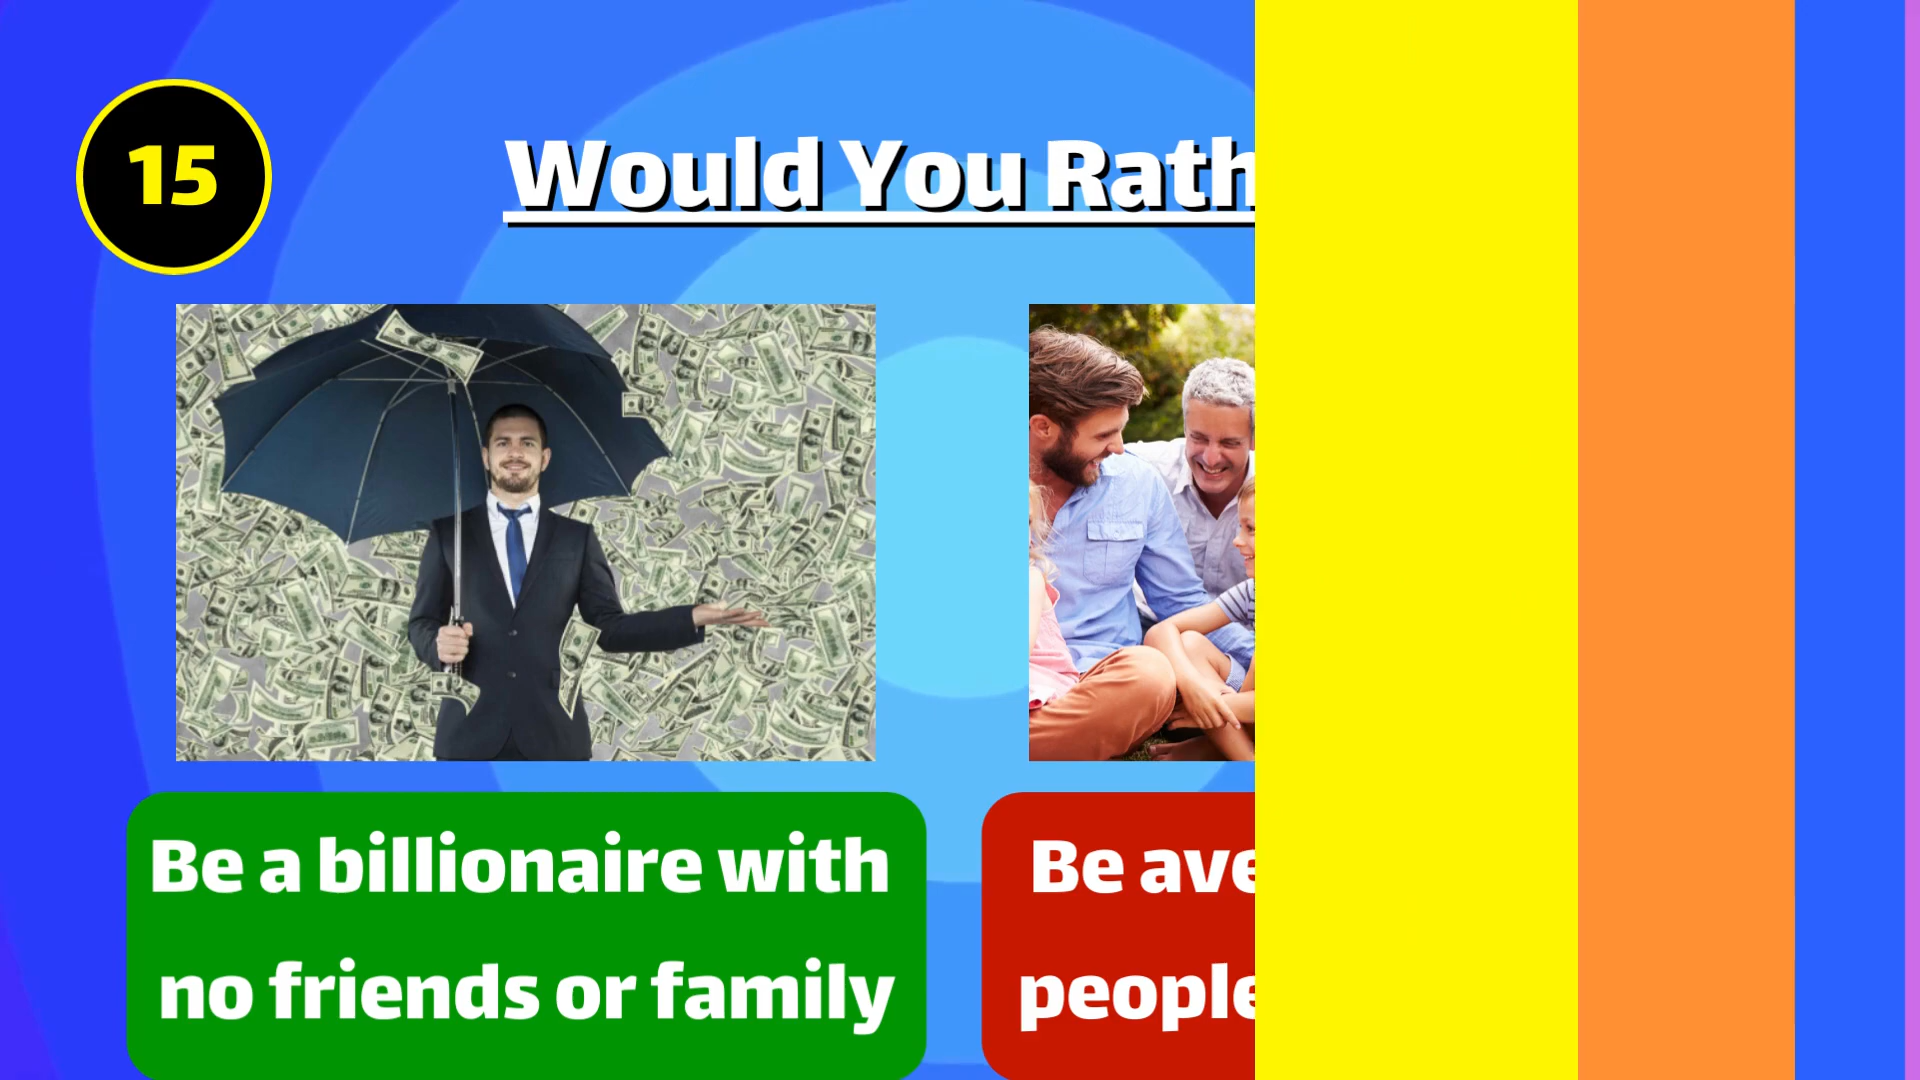 15
Would You Rath
Be a billionaire with
no friends or family
Be ave
people